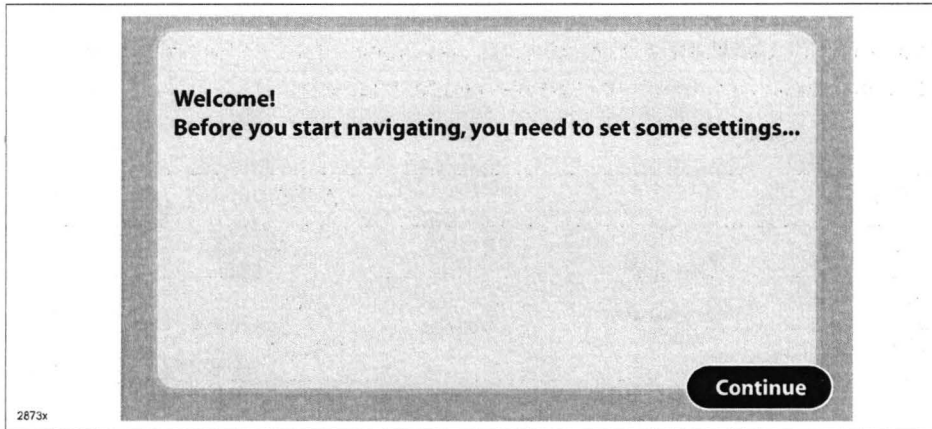 Welcome!
Before you start navigating, you need to set some settings...
Continue
2873x